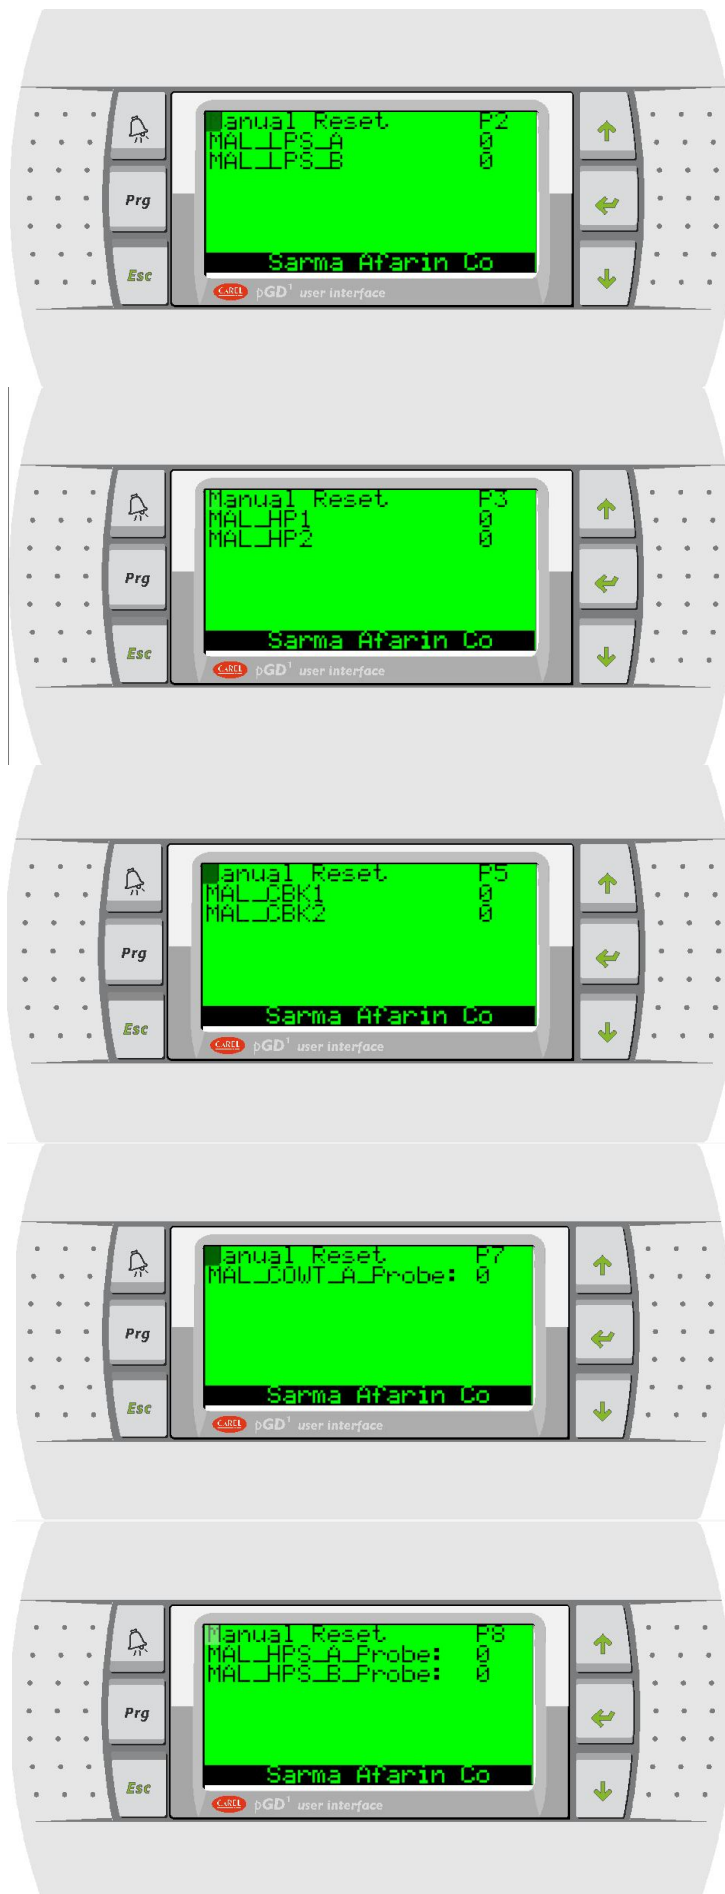 Manual Reset P2
MAL_LPS_A 0
MAL_LPS_B 0
Prg
Sarma Afarin Co
Esc
CAREL pGD1 user interface
Manual Reset P3
MAL_HP1 0
MAL_HP2 0
Prg
Sarma Afarin Co
Esc
CAREL pGD1 user interface
Manual Reset P5
MAL_CBK1 0
MAL_CBK2 0
Prg
Sarma Afarin Co
Esc
CAREL pGD1 user interface
Manual Reset P7
MAL_COWT_A_Probe: 0
Prg
Sarma Afarin Co
Esc
CAREL pGD1 user interface
Manual Reset P8
MAL_HPS_A_Probe: 0
MAL_HPS_B_Probe: 0
Prg
Sarma Afarin Co
Esc
CAREL pGD1 user interface